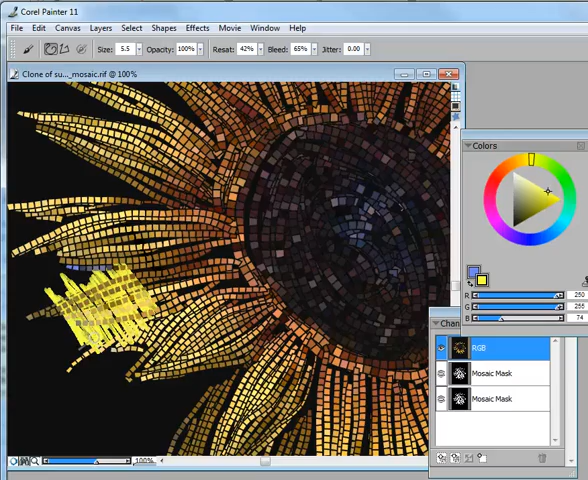 Corel Painter 11
File Edit Canvas Layers Select Shapes Effects Movie Window Help
Size: 5.5 Opacity: 100% Resat: 42% Bleed: 65% Jitter: 0.00
Clone of su..._mosaic.rif @ 100%
Colors
R 250
G 255
B 74
Chan
RGB
Mosaic Mask
Mosaic Mask
100%